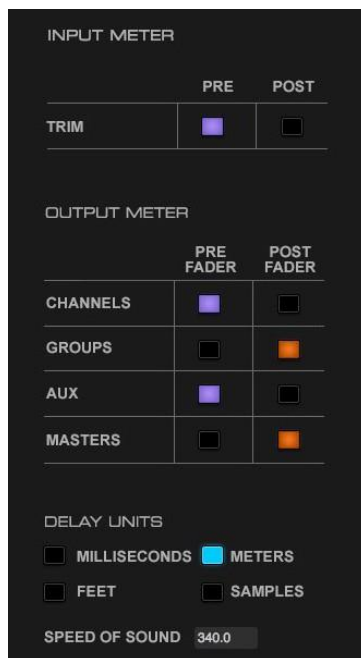 INPUT METER
PRE POST
TRIM
OUTPUT METER
PRE FADER POST FADER
CHANNELS
GROUPS
AUX
MASTERS
DELAY UNITS
MILLISECONDS METERS
FEET SAMPLES
SPEED OF SOUND 340.0